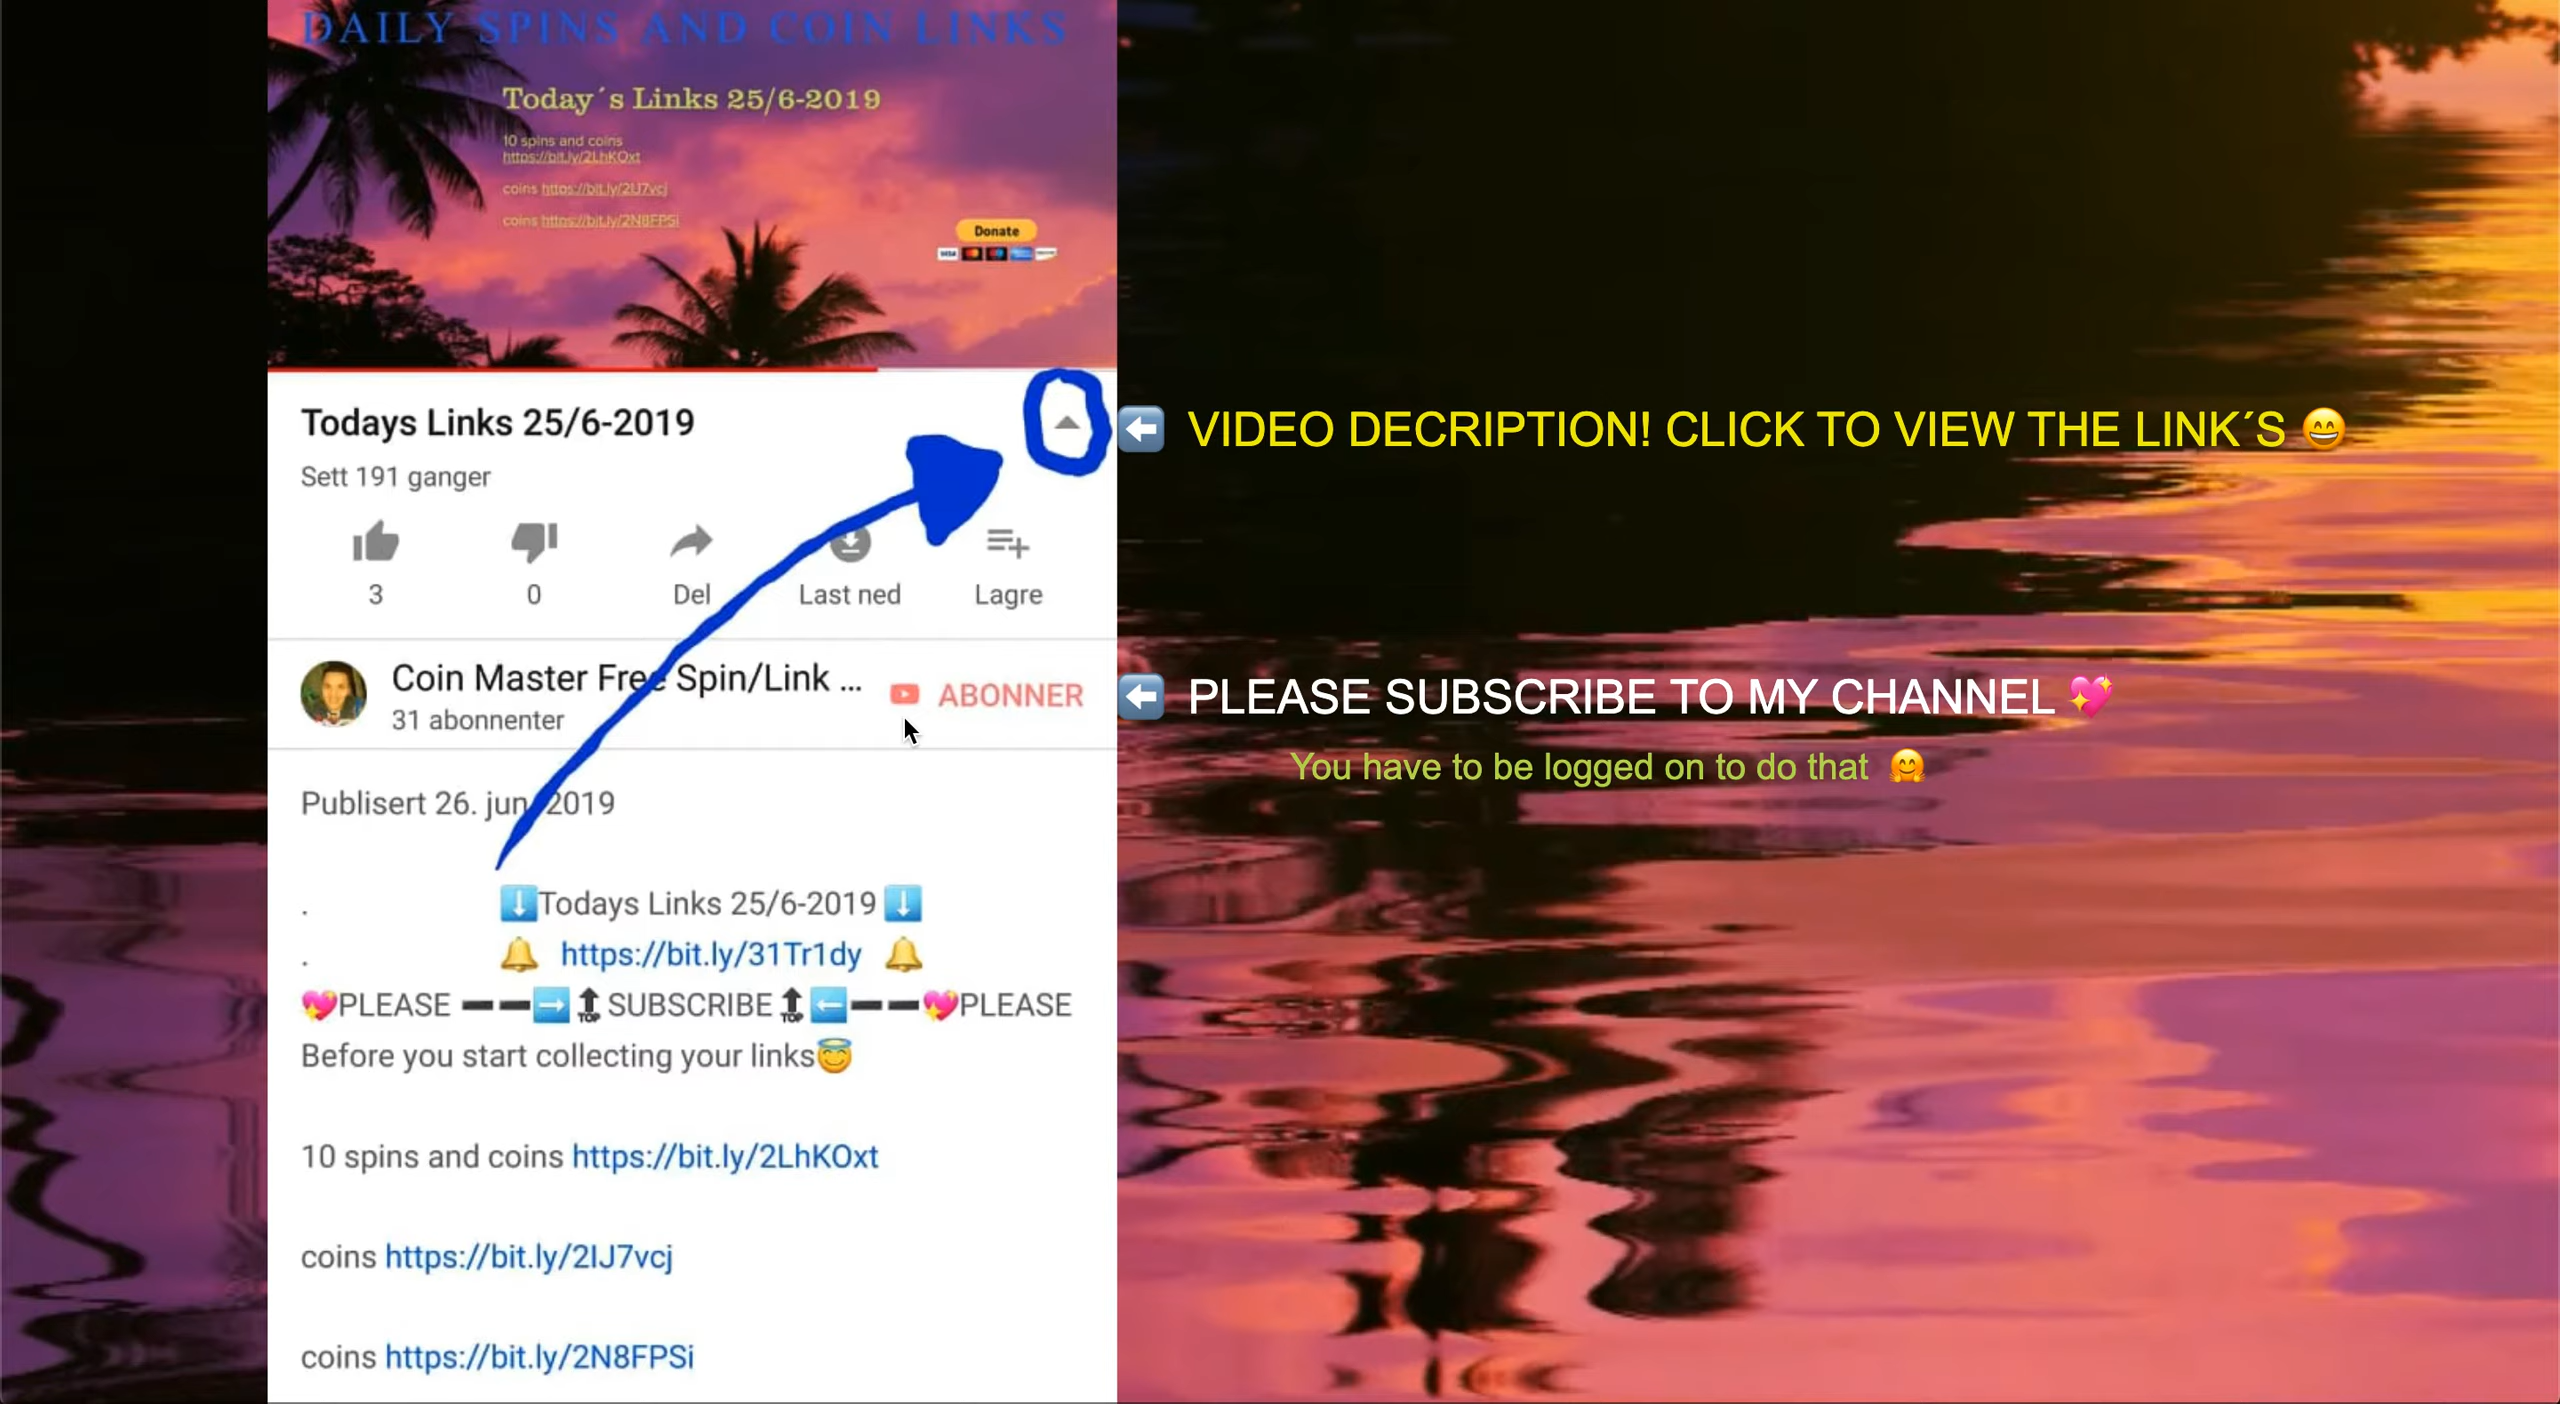 DAILY SPINS AND COIN LINKS
Today´s Links 25/6-2019
10 spins and coins
https://bit.ly/2LhKOxt
coins https://bit.ly/2IJ7vcj
coins https://bit.ly/2N8FPSi
Donate
VISA
Todays Links 25/6-2019
⬅️ VIDEO DECRIPTION! CLICK TO VIEW THE LINK´S 😄
Sett 191 ganger
3 0 Del Last ned Lagre
Coin Master Free Spin/Link ...
ABONNER
31 abonnenter
⬅️ PLEASE SUBSCRIBE TO MY CHANNEL 💖
You have to be logged on to do that 🤗
Publisert 26. jun. 2019
. ⬇️Todays Links 25/6-2019⬇️
. 🔔 https://bit.ly/31Tr1dy 🔔
💖PLEASE ➖➖➡️🔝SUBSCRIBE🔝⬅️➖➖💖PLEASE
Before you start collecting your links😇
10 spins and coins https://bit.ly/2LhKOxt
coins https://bit.ly/2IJ7vcj
coins https://bit.ly/2N8FPSi